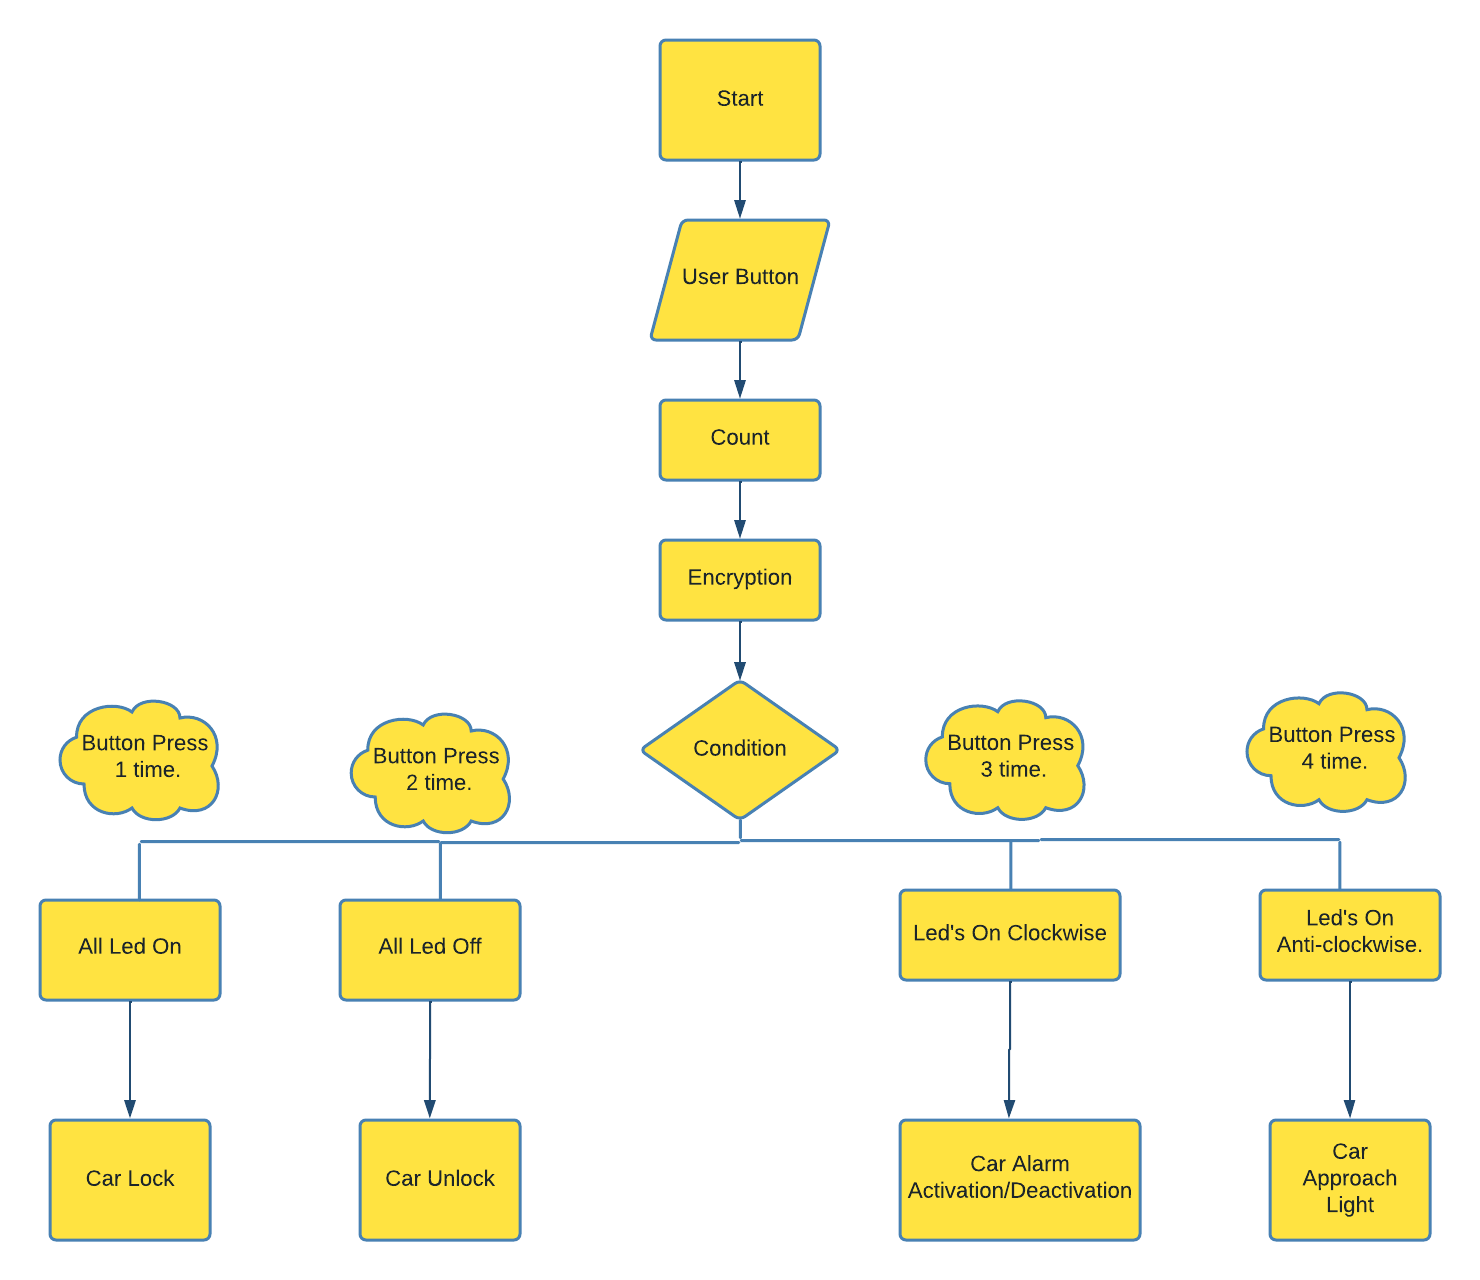 Start
User Button
Count
Encryption
Condition
Button Press
1 time.
Button Press
2 time.
Button Press
3 time.
Button Press
4 time.
All Led On
All Led Off
Led's On Clockwise
Led's On
Anti-clockwise.
Car Lock
Car Unlock
Car Alarm
Activation/Deactivation
Car
Approach
Light